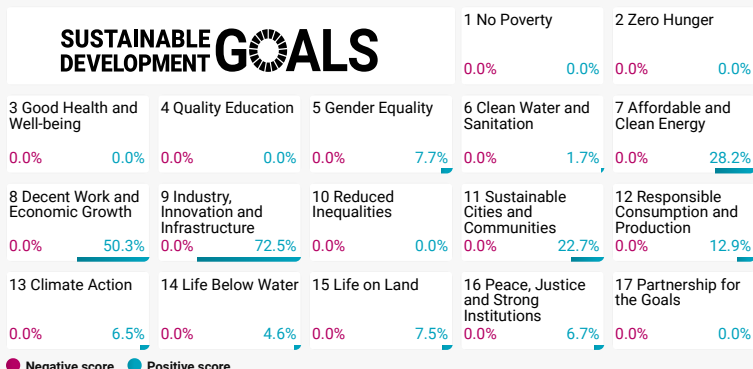 SUSTAINABLE
DEVELOPMENT GOALS
1 No Poverty
0.0% 0.0%
2 Zero Hunger
0.0% 0.0%
3 Good Health and
Well-being
0.0% 0.0%
4 Quality Education
0.0% 0.0%
5 Gender Equality
0.0% 7.7%
6 Clean Water and
Sanitation
0.0% 1.7%
7 Affordable and
Clean Energy
0.0% 28.2%
8 Decent Work and
Economic Growth
0.0% 50.3%
9 Industry,
Innovation and
Infrastructure
0.0% 72.5%
10 Reduced
Inequalities
0.0% 0.0%
11 Sustainable
Cities and
Communities
0.0% 22.7%
12 Responsible
Consumption and
Production
0.0% 12.9%
13 Climate Action
0.0% 6.5%
14 Life Below Water
0.0% 4.6%
15 Life on Land
0.0% 7.5%
16 Peace, Justice
and Strong
Institutions
0.0% 6.7%
17 Partnership for
the Goals
0.0% 0.0%
Negative score Positive score